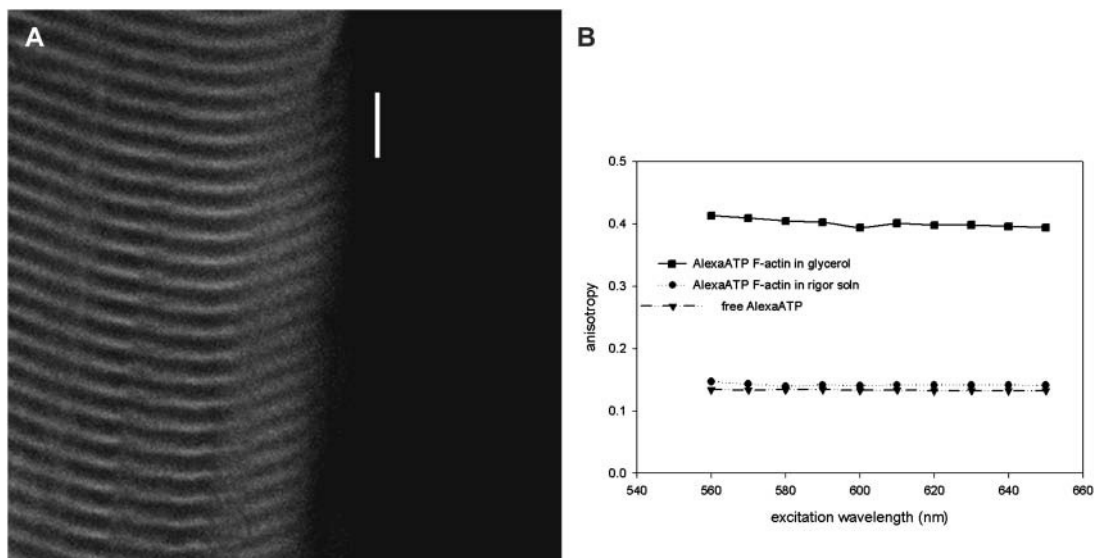 A
B
0.5
0.4
0.3
0.2
0.1
0.0
AlexaATP F-actin in glycerol
AlexaATP F-actin in rigor soln
free AlexaATP
anisotropy
540 560 580 600 620 640 660
excitation wavelength (nm)